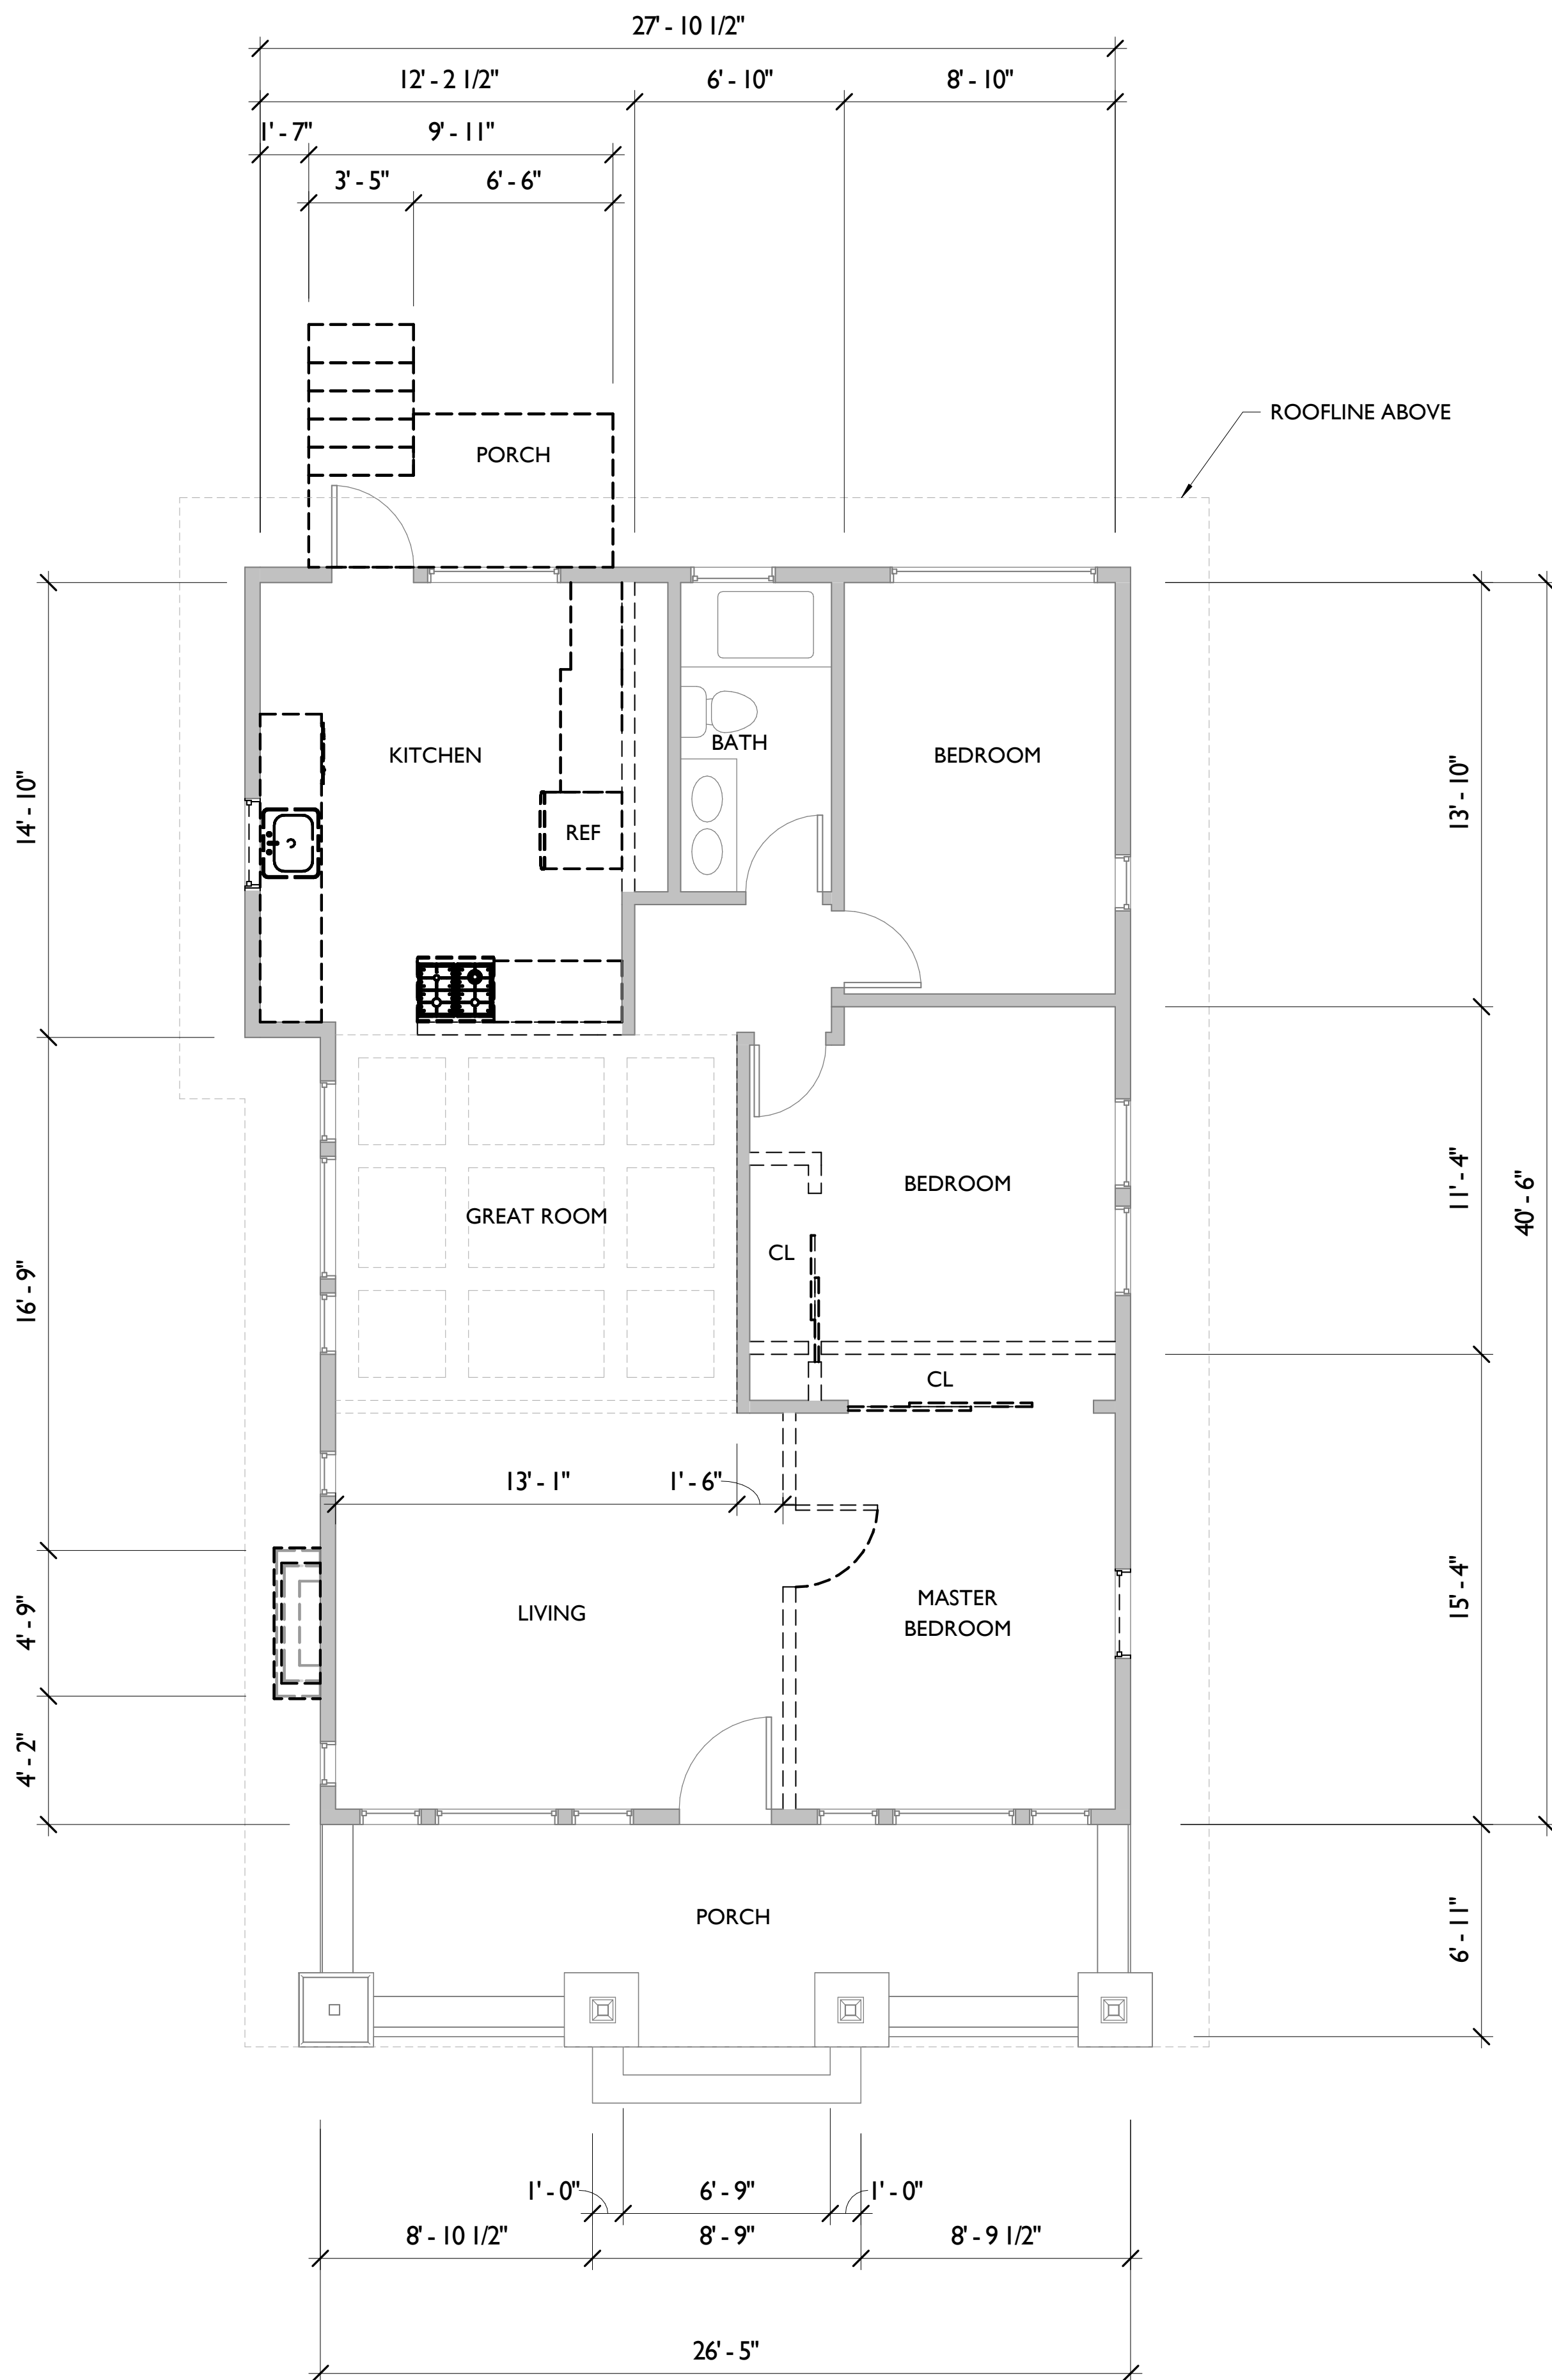 27' - 10 1/2"
12' - 2 1/2"
6' - 10"
8' - 10"
1' - 7"
9' - 11"
3' - 5"
6' - 6"
ROOFLINE ABOVE
PORCH
KITCHEN
BATH
BEDROOM
REF
14' - 10"
13' - 10"
BEDROOM
GREAT ROOM
CL
11' - 4"
40' - 6"
16' - 9"
CL
13' - 1"
1' - 6"
LIVING
MASTER
BEDROOM
15' - 4"
4' - 9"
4' - 2"
PORCH
6' - 11"
1' - 0"
6' - 9"
1' - 0"
8' - 10 1/2"
8' - 9"
8' - 9 1/2"
26' - 5"